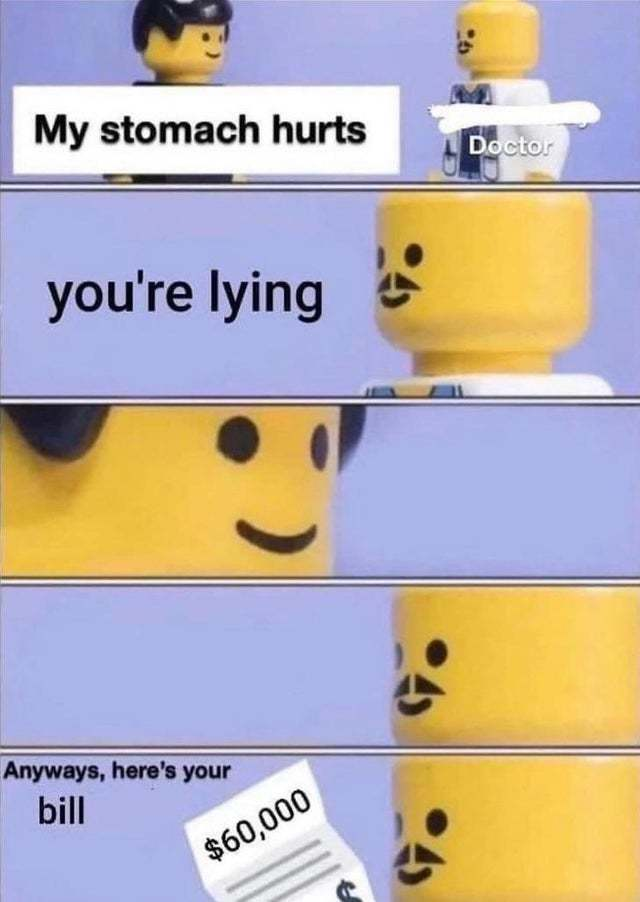 My stomach hurts
Doctor
you're lying
Anyways, here's your
bill
$60,000
$